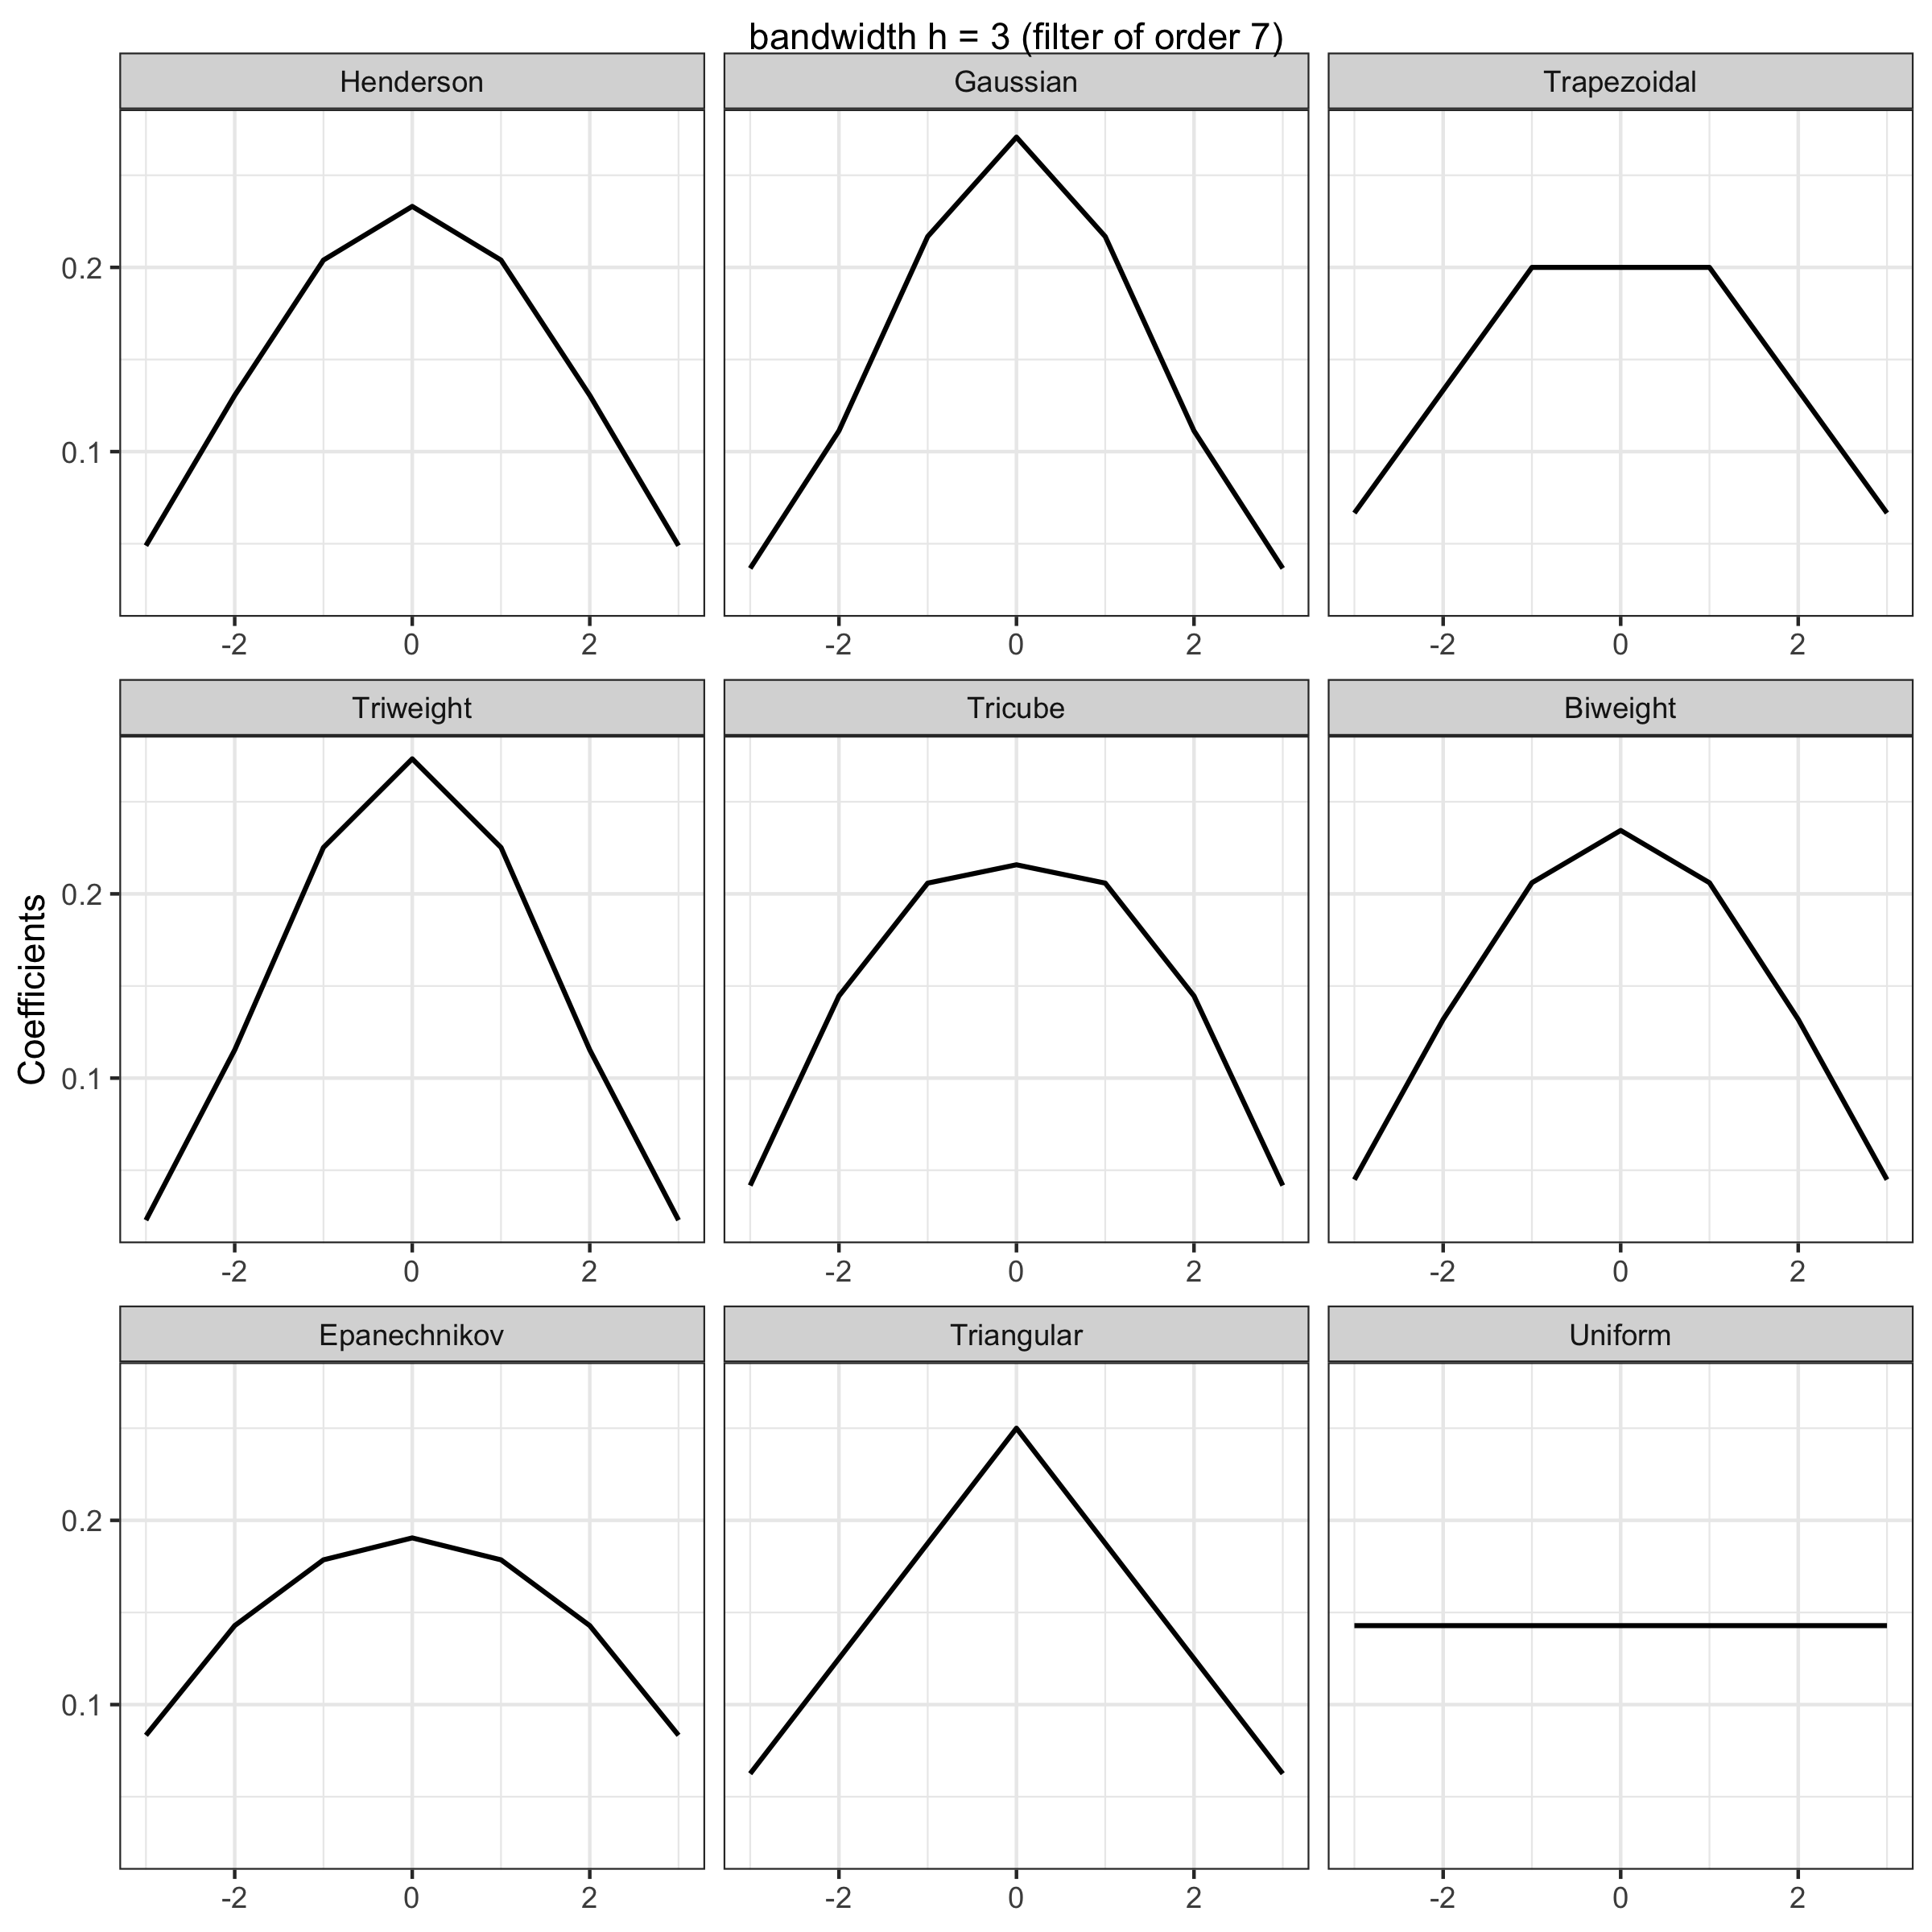 bandwidth h = 3 (filter of order 7)
Henderson
Gaussian
Trapezoidal
0.2
0.1
-2 0 2
-2 0 2
-2 0 2
Triweight
Tricube
Biweight
Coefficients
0.2
0.1
-2 0 2
-2 0 2
-2 0 2
Epanechnikov
Triangular
Uniform
0.2
0.1
-2 0 2
-2 0 2
-2 0 2